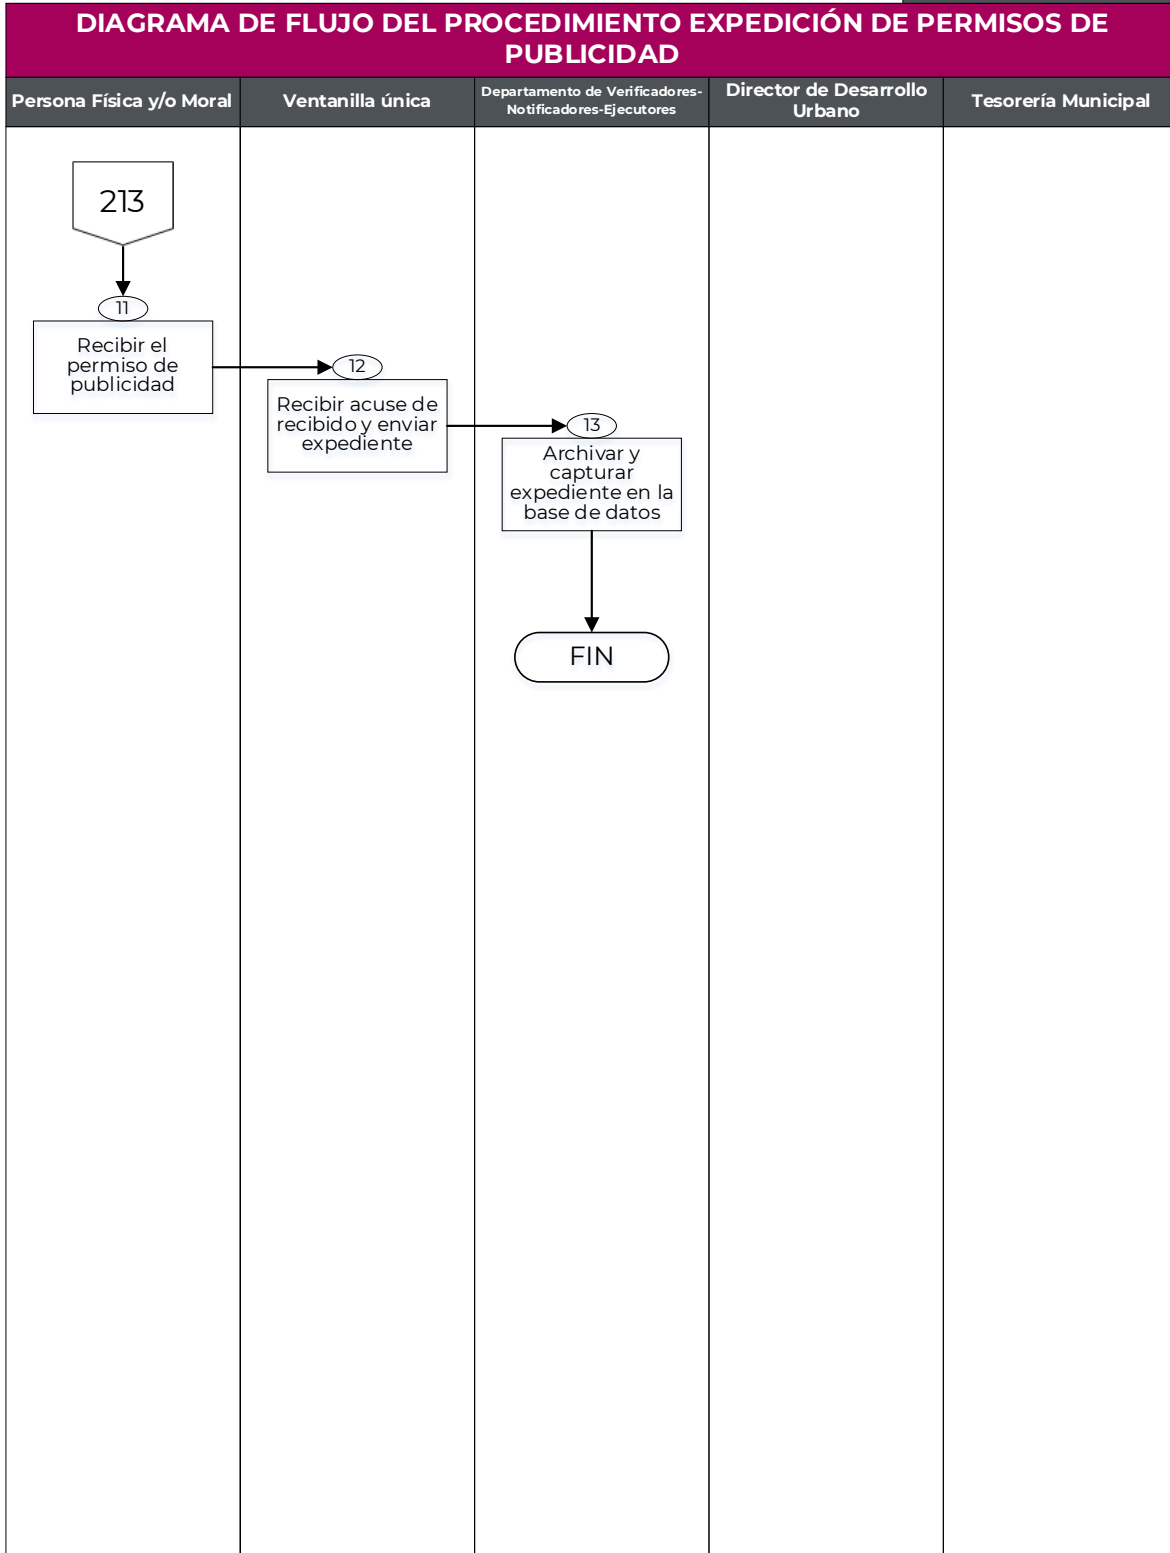 DIAGRAMA DE FLUJO DEL PROCEDIMIENTO EXPEDICIÓN DE PERMISOS DE
PUBLICIDAD
Persona Física y/o Moral
Ventanilla única
Departamento de Verificadores-
Notificadores-Ejecutores
Director de Desarrollo
Urbano
Tesorería Municipal
213
11
Recibir el
permiso de
publicidad
12
Recibir acuse de
recibido y enviar
expediente
13
Archivar y
capturar
expediente en la
base de datos
FIN